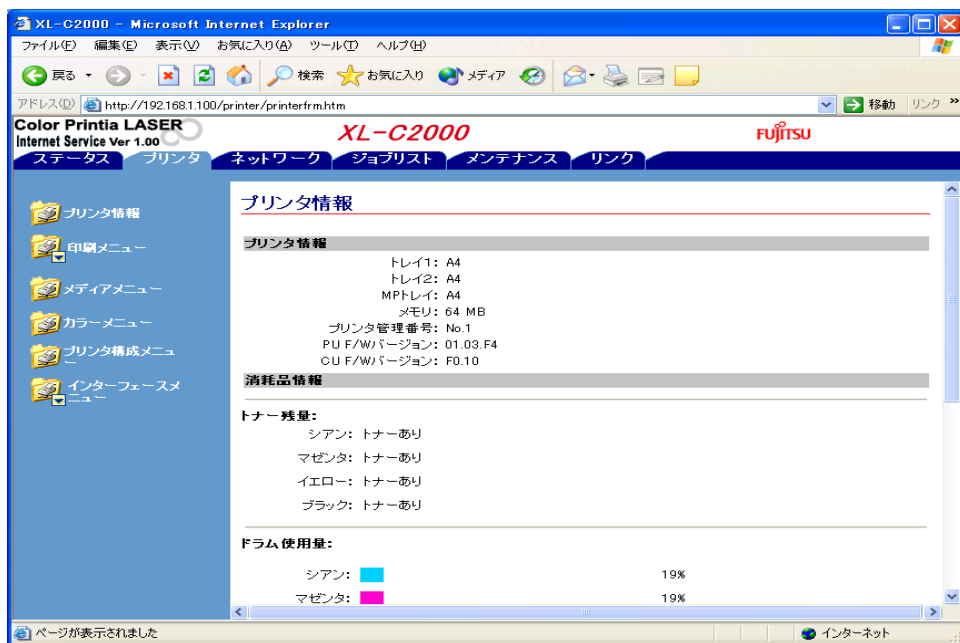 XL-C2000 - Microsoft Internet Explorer
ファイル(F) 編集(E) 表示(V) お気に入り(A) ツール(T) ヘルプ(H)
戻る 検索 お気に入り メディア
アドレス(D) http://192.168.1.100/printer/printerfrm.htm 移動 リンク »
Color Printia LASER
Internet Service Ver 1.00
XL-C2000
FUJITSU
ステータス プリンタ ネットワーク ジョブリスト メンテナンス リンク
プリンタ情報
印刷メニュー
メディアメニュー
カラーメニュー
プリンタ構成メニュ
ー
インターフェースメ
ニュー
プリンタ情報
プリンタ情報
トレイ1: A4
トレイ2: A4
MPトレイ: A4
メモリ: 64 MB
プリンタ管理番号: No.1
PU F/Wバージョン: 01.03.F4
CU F/Wバージョン: F0.10
消耗品情報
トナー残量:
シアン: トナーあり
マゼンタ: トナーあり
イエロー: トナーあり
ブラック: トナーあり
ドラム使用量:
シアン: 19%
マゼンタ: 19%
ページが表示されました インターネット